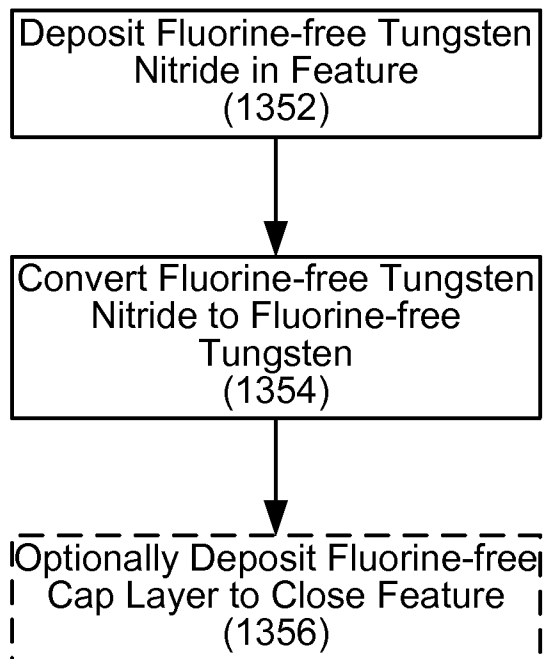 Deposit Fluorine-free Tungsten
Nitride in Feature
(1352)
Convert Fluorine-free Tungsten
Nitride to Fluorine-free
Tungsten
(1354)
Optionally Deposit Fluorine-free
Cap Layer to Close Feature
(1356)